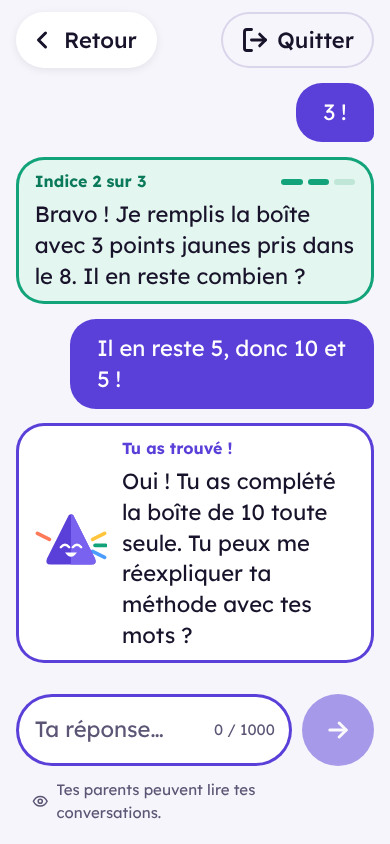 Retour
Quitter
3 !
Indice 2 sur 3
Bravo ! Je remplis la boîte
avec 3 points jaunes pris dans
le 8. Il en reste combien ?
Il en reste 5, donc 10 et
5 !
Tu as trouvé !
Oui ! Tu as complété
la boîte de 10 toute
seule. Tu peux me
réexpliquer ta
méthode avec tes
mots ?
Ta réponse...
0 / 1000
Tes parents peuvent lire tes
conversations.